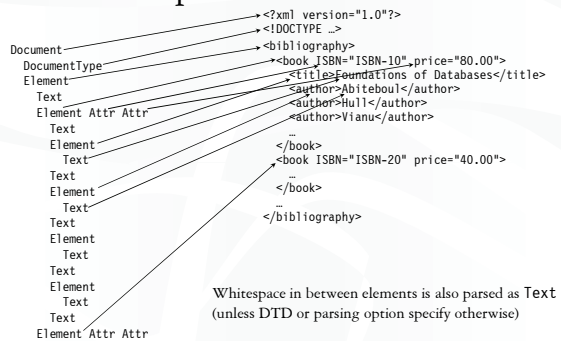 Document
DocumentType
Element
Text
Element Attr Attr
Text
Element
Text
Text
Element
Text
Text
Element
Text
Text
Element
Text
Text
Element Attr Attr
<?xml version="1.0"?>
<!DOCTYPE …>
<bibliography>
<book ISBN="ISBN-10" price="80.00">
<title>Foundations of Databases</title>
<author>Abiteboul</author>
<author>Hull</author>
<author>Vianu</author>
…
</book>
<book ISBN="ISBN-20" price="40.00">
…
</book>
…
</bibliography>
Whitespace in between elements is also parsed as Text
(unless DTD or parsing option specify otherwise)